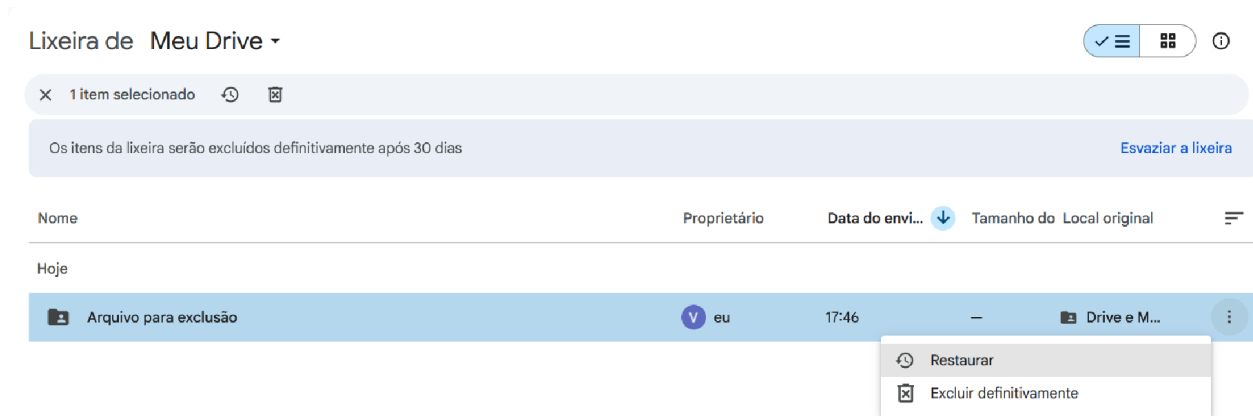 Lixeira de Meu Drive
1 item selecionado
Os itens da lixeira serão excluídos definitivamente após 30 dias Esvaziar a lixeira
Nome Proprietário Data do envi... Tamanho do Local original
Hoje
Arquivo para exclusão V eu 17:46 — Drive e M...
Restaurar
Excluir definitivamente